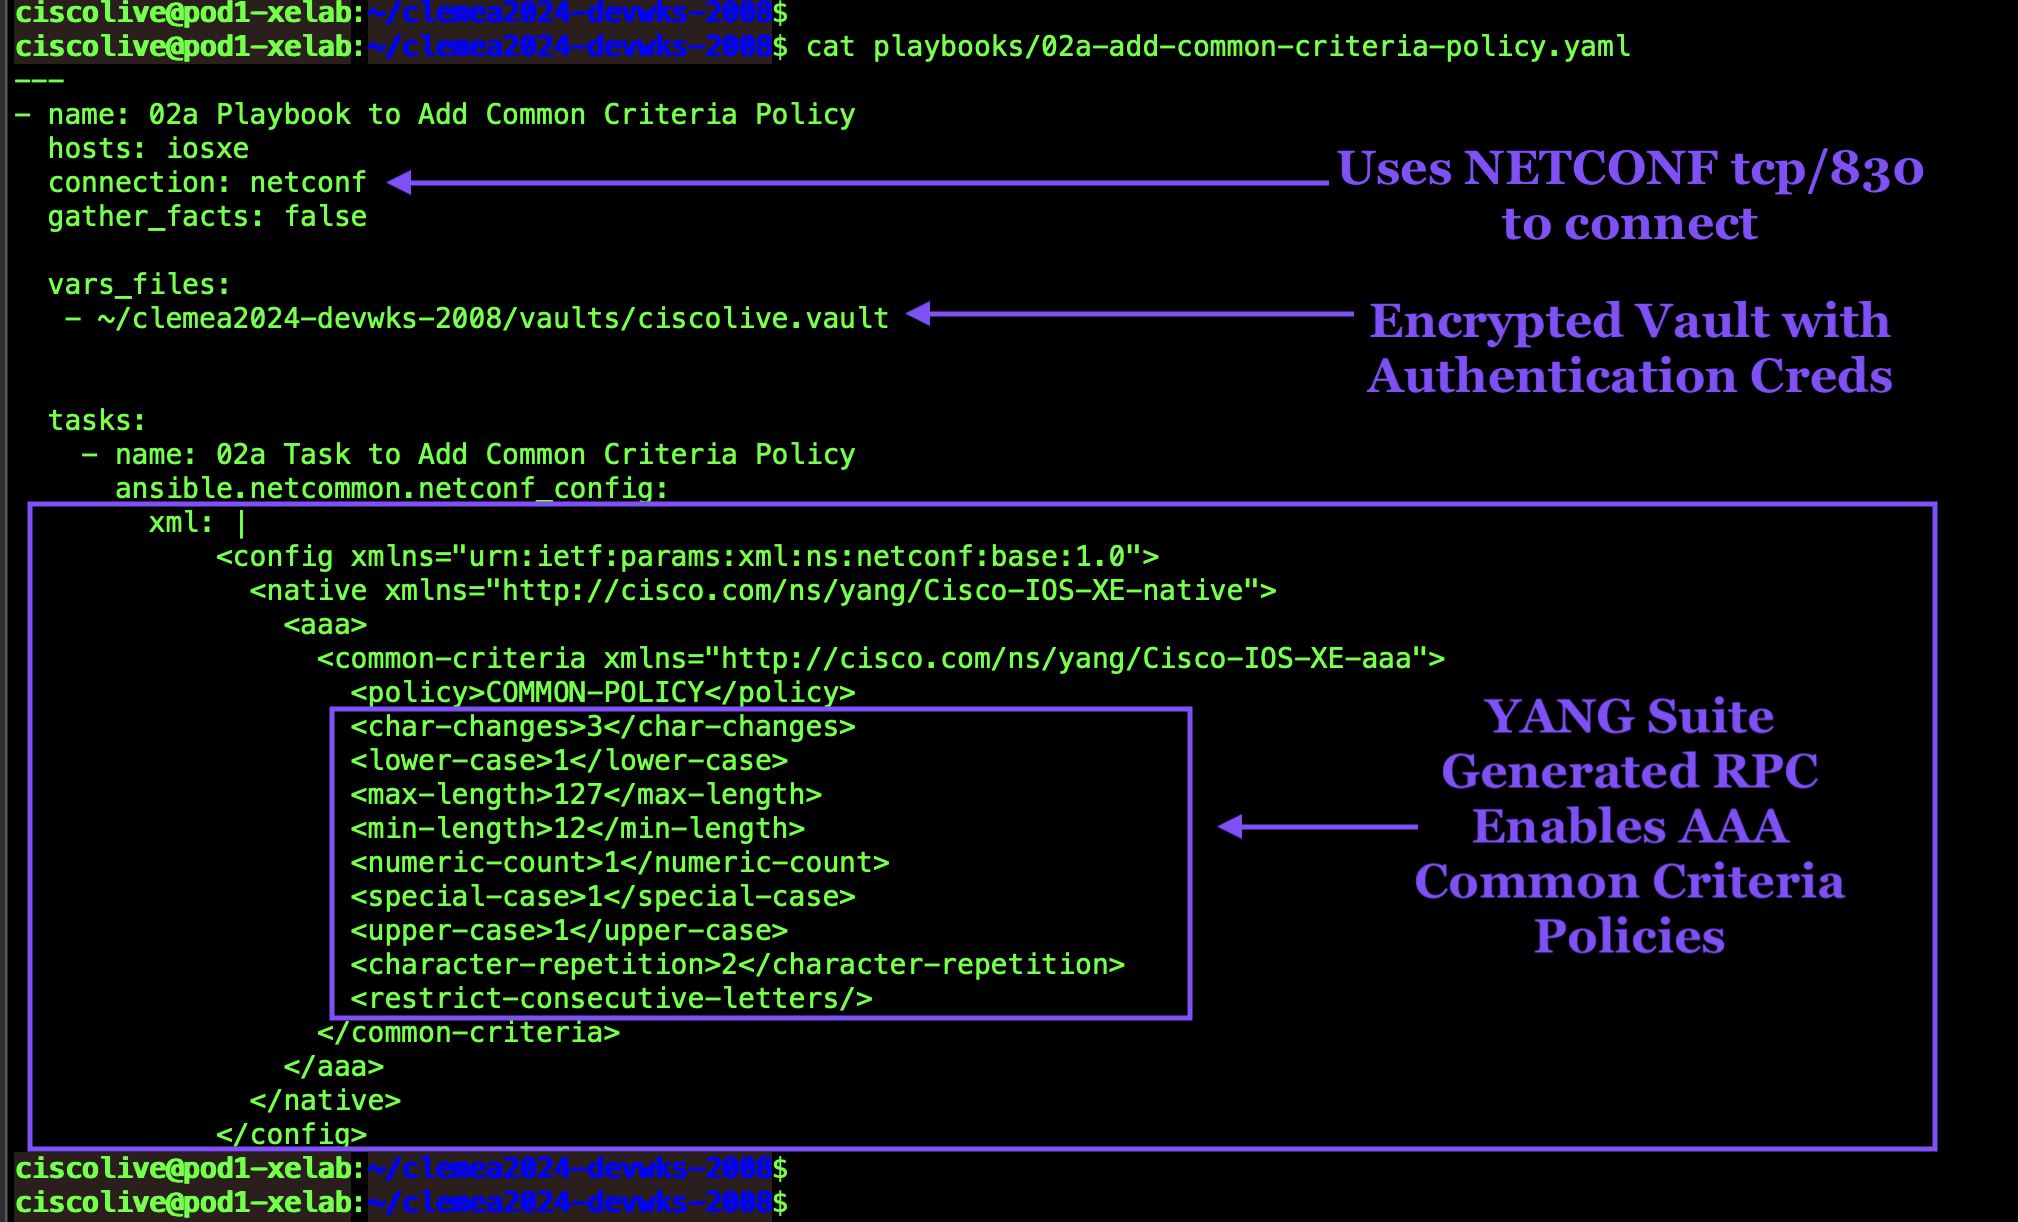 ciscolive@pod1-xelab:~/clemea2024-devwks-2008$
ciscolive@pod1-xelab:~/clemea2024-devwks-2008$ cat playbooks/02a-add-common-criteria-policy.yaml
---
- name: 02a Playbook to Add Common Criteria Policy
  hosts: iosxe
  connection: netconf
  gather_facts: false
Uses NETCONF tcp/830
to connect
  vars_files:
   - ~/clemea2024-devwks-2008/vaults/ciscolive.vault
Encrypted Vault with
Authentication Creds
  tasks:
    - name: 02a Task to Add Common Criteria Policy
      ansible.netcommon.netconf_config:
        xml: |
            <config xmlns="urn:ietf:params:xml:ns:netconf:base:1.0">
              <native xmlns="http://cisco.com/ns/yang/Cisco-IOS-XE-native">
                <aaa>
                  <common-criteria xmlns="http://cisco.com/ns/yang/Cisco-IOS-XE-aaa">
                    <policy>COMMON-POLICY</policy>
                    <char-changes>3</char-changes>
                    <lower-case>1</lower-case>
                    <max-length>127</max-length>
                    <min-length>12</min-length>
                    <numeric-count>1</numeric-count>
                    <special-case>1</special-case>
                    <upper-case>1</upper-case>
                    <character-repetition>2</character-repetition>
                    <restrict-consecutive-letters/>
                  </common-criteria>
                </aaa>
              </native>
            </config>
YANG Suite
Generated RPC
Enables AAA
Common Criteria
Policies
ciscolive@pod1-xelab:~/clemea2024-devwks-2008$
ciscolive@pod1-xelab:~/clemea2024-devwks-2008$